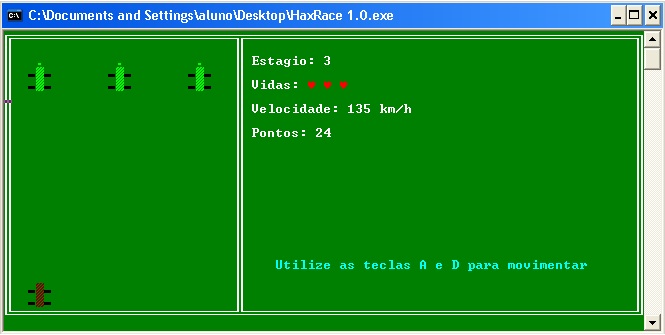 C:\Documents and Settings\aluno\Desktop\HaxRace 1.0.exe
Estagio: 3
Vidas: ♥ ♥ ♥
Velocidade: 135 km/h
Pontos: 24
Utilize as teclas A e D para movimentar